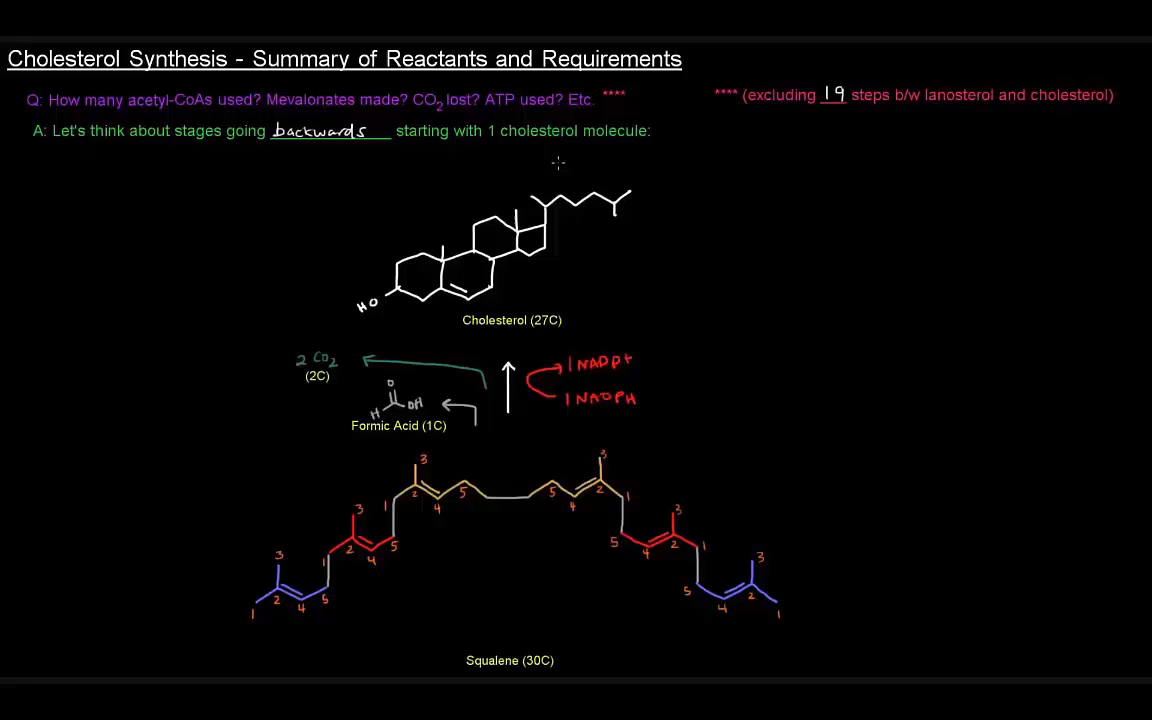 Cholesterol Synthesis - Summary of Reactants and Requirements
Q: How many acetyl-CoAs used? Mevalonates made? CO2 lost? ATP used? Etc. ****
**** (excluding 19 steps b/w lanosterol and cholesterol)
A: Let's think about stages going backwards starting with 1 cholesterol molecule:
HO
Cholesterol (27C)
2 CO2
(2C)
1 NADP+
1 NADPH
O
H OH
Formic Acid (1C)
3 3
2 4 5 5 4 2
3 1 1 3
2 4 5 5 4 2
3 1 1 3
1 2 4 5 5 4 2 1
Squalene (30C)